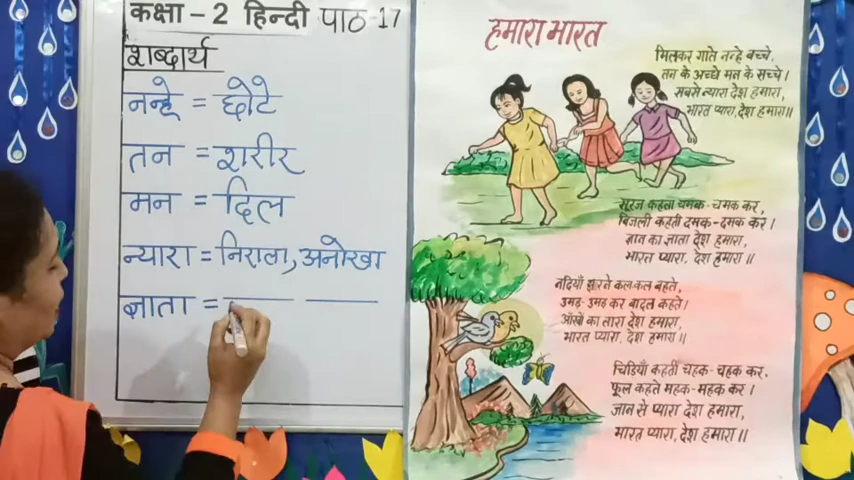 कक्षा - 2 हिन्दी पाठ-17
शब्दार्थ
नन्हे = छोटे
तन = शरीर
मन = दिल
न्यारा = निराला, अनोखा
ज्ञाता =
हमारा भारत
मिलकर गाते नन्हे बच्चे,
तन के अच्छे मन के सच्चे।
सबसे न्यारा देश हमारा,
भारत प्यारा, देश हमारा॥
सूरज कहता चमक-चमक कर,
बिजली कहती दमक-दमक कर।
ज्ञान का ज्ञाता देश हमारा,
भारत प्यारा, देश हमारा॥
नदियाँ झरने कलकल बहते,
उमड़-उमड़ कर बादल कहते।
आँखों का तारा देश हमारा,
भारत प्यारा, देश हमारा॥
चिड़ियाँ कहतीं चहक-चहक कर,
फूल कहते महक-महक कर।
जान से प्यारा देश हमारा,
भारत प्यारा, देश हमारा॥